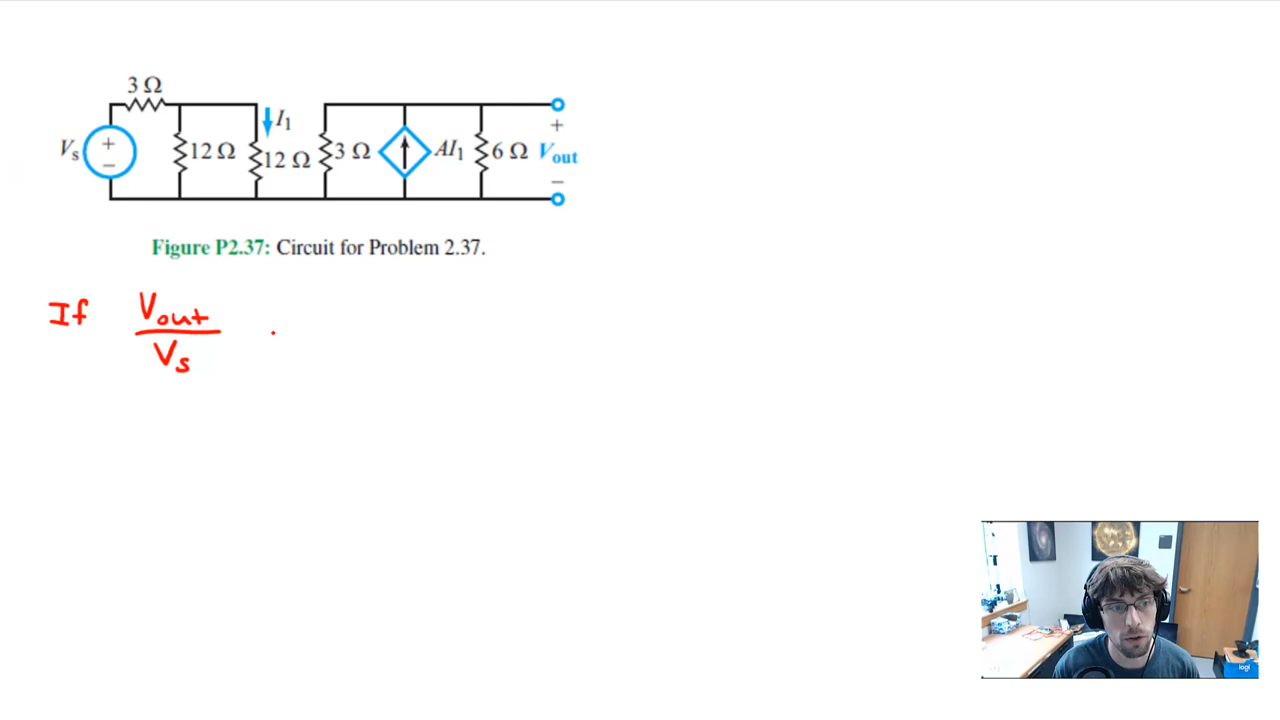 3 Ω
Vs + − 12 Ω I1 12 Ω 3 Ω AI1 6 Ω + Vout −
Figure P2.37: Circuit for Problem 2.37.
If Vout
Vs
logi